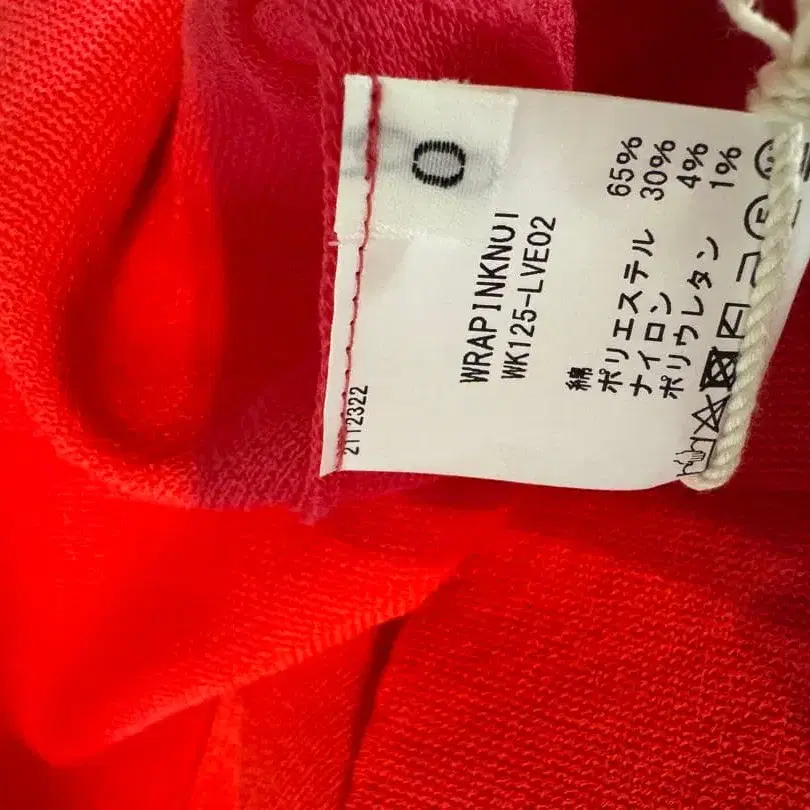 0
WRAPINKNOT
WK125-LVE02
綿 65%
ポリエステル 30%
ナイロン 4%
ポリウレタン 1%
2112322